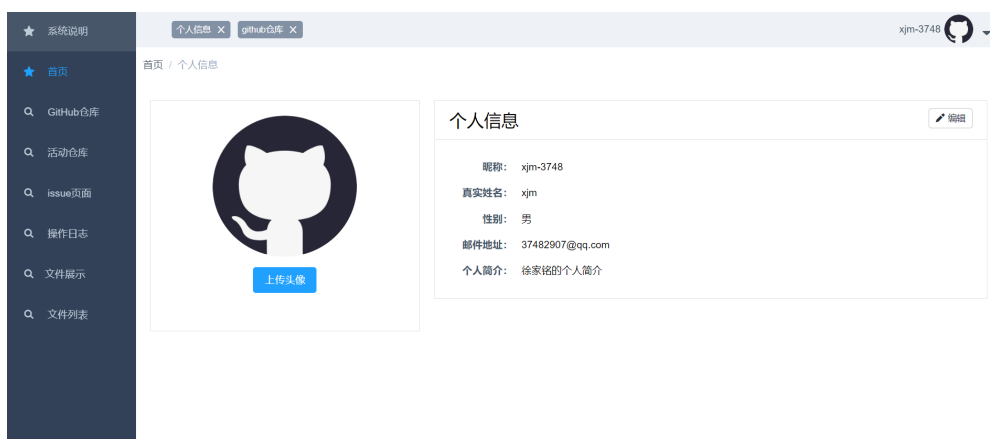 系统说明
首页
GitHub仓库
活动仓库
issue页面
操作日志
文件展示
文件列表
个人信息 X github仓库 X
xjm-3748
首页 / 个人信息
上传头像
个人信息
编辑
昵称： xjm-3748
真实姓名： xjm
性别： 男
邮件地址： 37482907@qq.com
个人简介： 徐家铭的个人简介